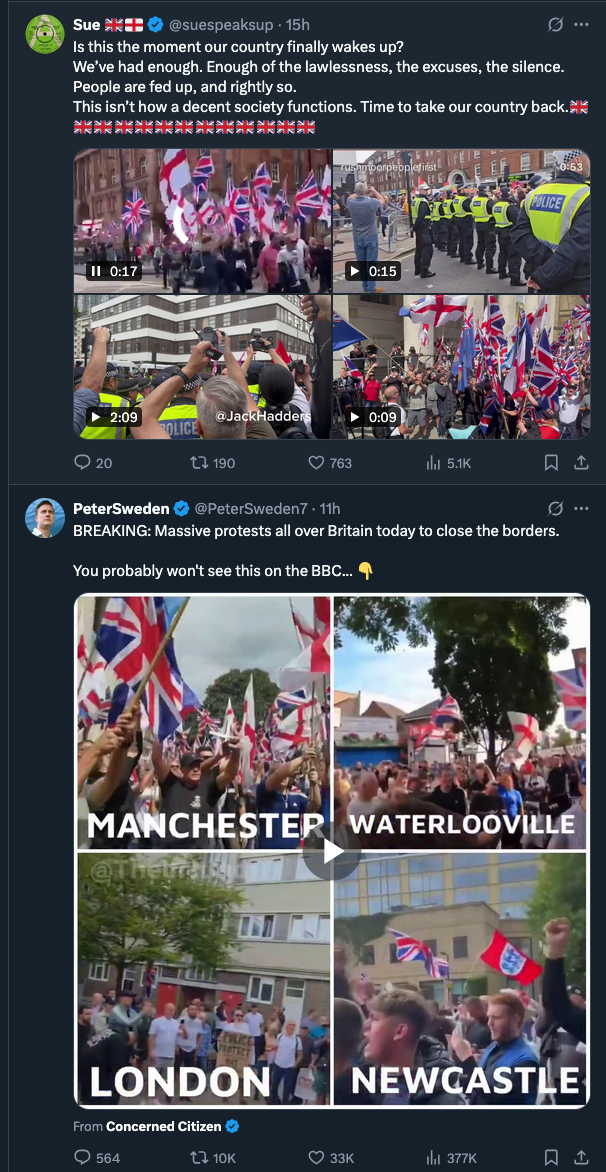 Sue 🇬🇧🏴󠁧󠁢󠁥󠁮󠁧󠁿 @suespeaksup · 15h
Is this the moment our country finally wakes up?
We’ve had enough. Enough of the lawlessness, the excuses, the silence.
People are fed up, and rightly so.
This isn’t how a decent society functions. Time to take our country back.🇬🇧
🇬🇧🇬🇧🇬🇧🇬🇧🇬🇧🇬🇧🇬🇧🇬🇧🇬🇧🇬🇧🇬🇧🇬🇧
rushmoorpeoplefirst
0:53
POLICE
0:17
0:15
@JackHadders
2:09
POLICE
0:09
20 190 763 5.1K
PeterSweden @PeterSweden7 · 11h
BREAKING: Massive protests all over Britain today to close the borders.
You probably won't see this on the BBC... 👇
MANCHESTER
WATERLOOVILLE
LONDON
NEWCASTLE
From Concerned Citizen
564 10K 33K 377K